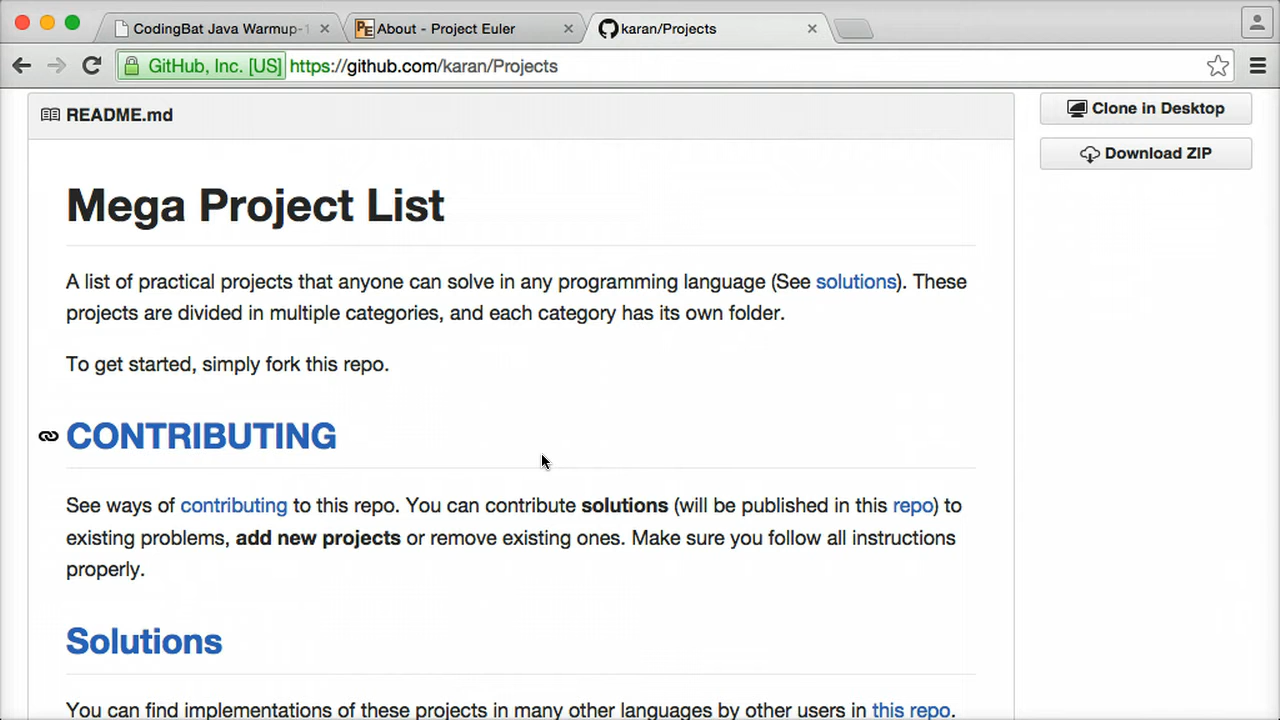 CodingBat Java Warmup-1
About - Project Euler
karan/Projects
GitHub, Inc. [US] https://github.com/karan/Projects
README.md
Clone in Desktop
Download ZIP
Mega Project List
A list of practical projects that anyone can solve in any programming language (See solutions). These
projects are divided in multiple categories, and each category has its own folder.
To get started, simply fork this repo.
CONTRIBUTING
See ways of contributing to this repo. You can contribute solutions (will be published in this repo) to
existing problems, add new projects or remove existing ones. Make sure you follow all instructions
properly.
Solutions
You can find implementations of these projects in many other languages by other users in this repo.